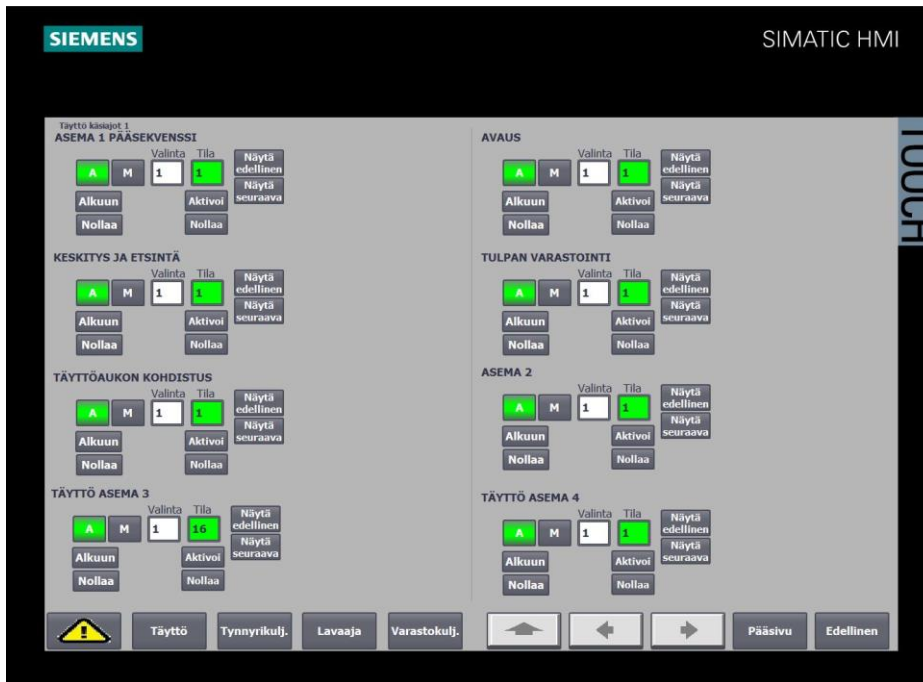 SIEMENS
SIMATIC HMI
TOUCH
Täyttö käsiajot 1
ASEMA 1 PÄÄSEKVENSSI
Valinta Tila
A M 1 1
Näytä edellinen
Näytä seuraava
Alkuun Aktivoi
Nollaa Nollaa
KESKITYS JA ETSINTÄ
Valinta Tila
A M 1 1
Näytä edellinen
Näytä seuraava
Alkuun Aktivoi
Nollaa Nollaa
TÄYTTÖAUKON KOHDISTUS
Valinta Tila
A M 1 1
Näytä edellinen
Näytä seuraava
Alkuun Aktivoi
Nollaa Nollaa
TÄYTTÖ ASEMA 3
Valinta Tila
A M 1 16
Näytä edellinen
Näytä seuraava
Alkuun Aktivoi
Nollaa Nollaa
AVAUS
Valinta Tila
A M 1 1
Näytä edellinen
Näytä seuraava
Alkuun Aktivoi
Nollaa Nollaa
TULPAN VARASTOINTI
Valinta Tila
A M 1 1
Näytä edellinen
Näytä seuraava
Alkuun Aktivoi
Nollaa Nollaa
ASEMA 2
Valinta Tila
A M 1 1
Näytä edellinen
Näytä seuraava
Alkuun Aktivoi
Nollaa Nollaa
TÄYTTÖ ASEMA 4
Valinta Tila
A M 1 1
Näytä edellinen
Näytä seuraava
Alkuun Aktivoi
Nollaa Nollaa
Täyttö Tynnyrikulj. Lavaaja Varastokulj. Pääsivu Edellinen